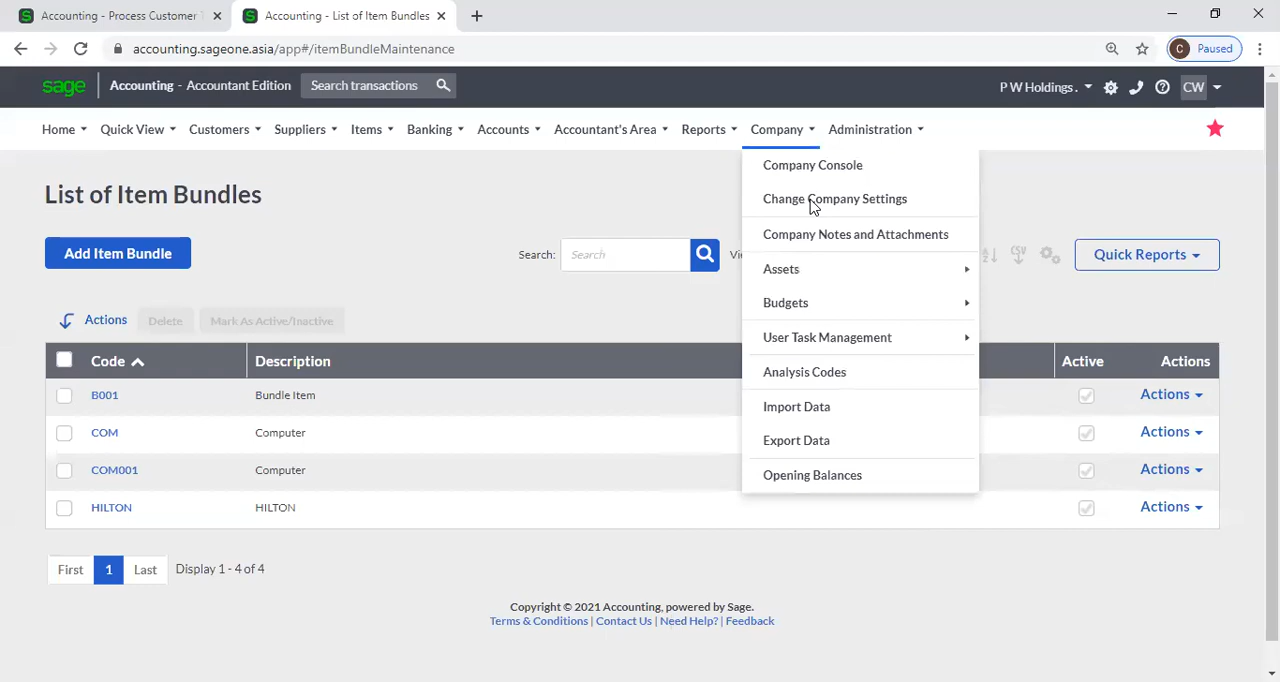 Accounting - Process Customer T
Accounting - List of Item Bundles
accounting.sageone.asia/app#/itemBundleMaintenance
C Paused
sage Accounting - Accountant Edition Search transactions P W Holdings . CW
Home Quick View Customers Suppliers Items Banking Accounts Accountant's Area Reports Company Administration
Company Console
Change Company Settings
Company Notes and Attachments
Assets
Budgets
User Task Management
Analysis Codes
Import Data
Export Data
Opening Balances
List of Item Bundles
Add Item Bundle Search: Search Quick Reports
Actions Delete Mark As Active/Inactive
Code Description Active Actions
B001 Bundle Item Actions
COM Computer Actions
COM001 Computer Actions
HILTON HILTON Actions
First 1 Last Display 1 - 4 of 4
Copyright © 2021 Accounting, powered by Sage.
Terms & Conditions | Contact Us | Need Help? | Feedback